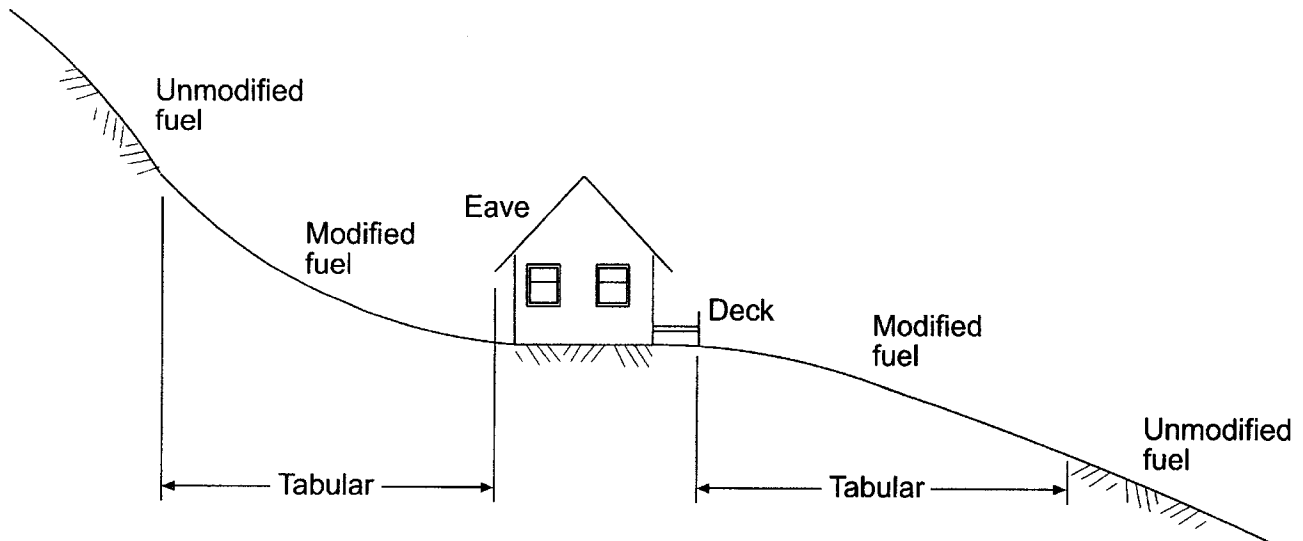 Unmodified
fuel
Eave
Modified
fuel
Deck
Modified
fuel
Unmodified
fuel
Tabular
Tabular